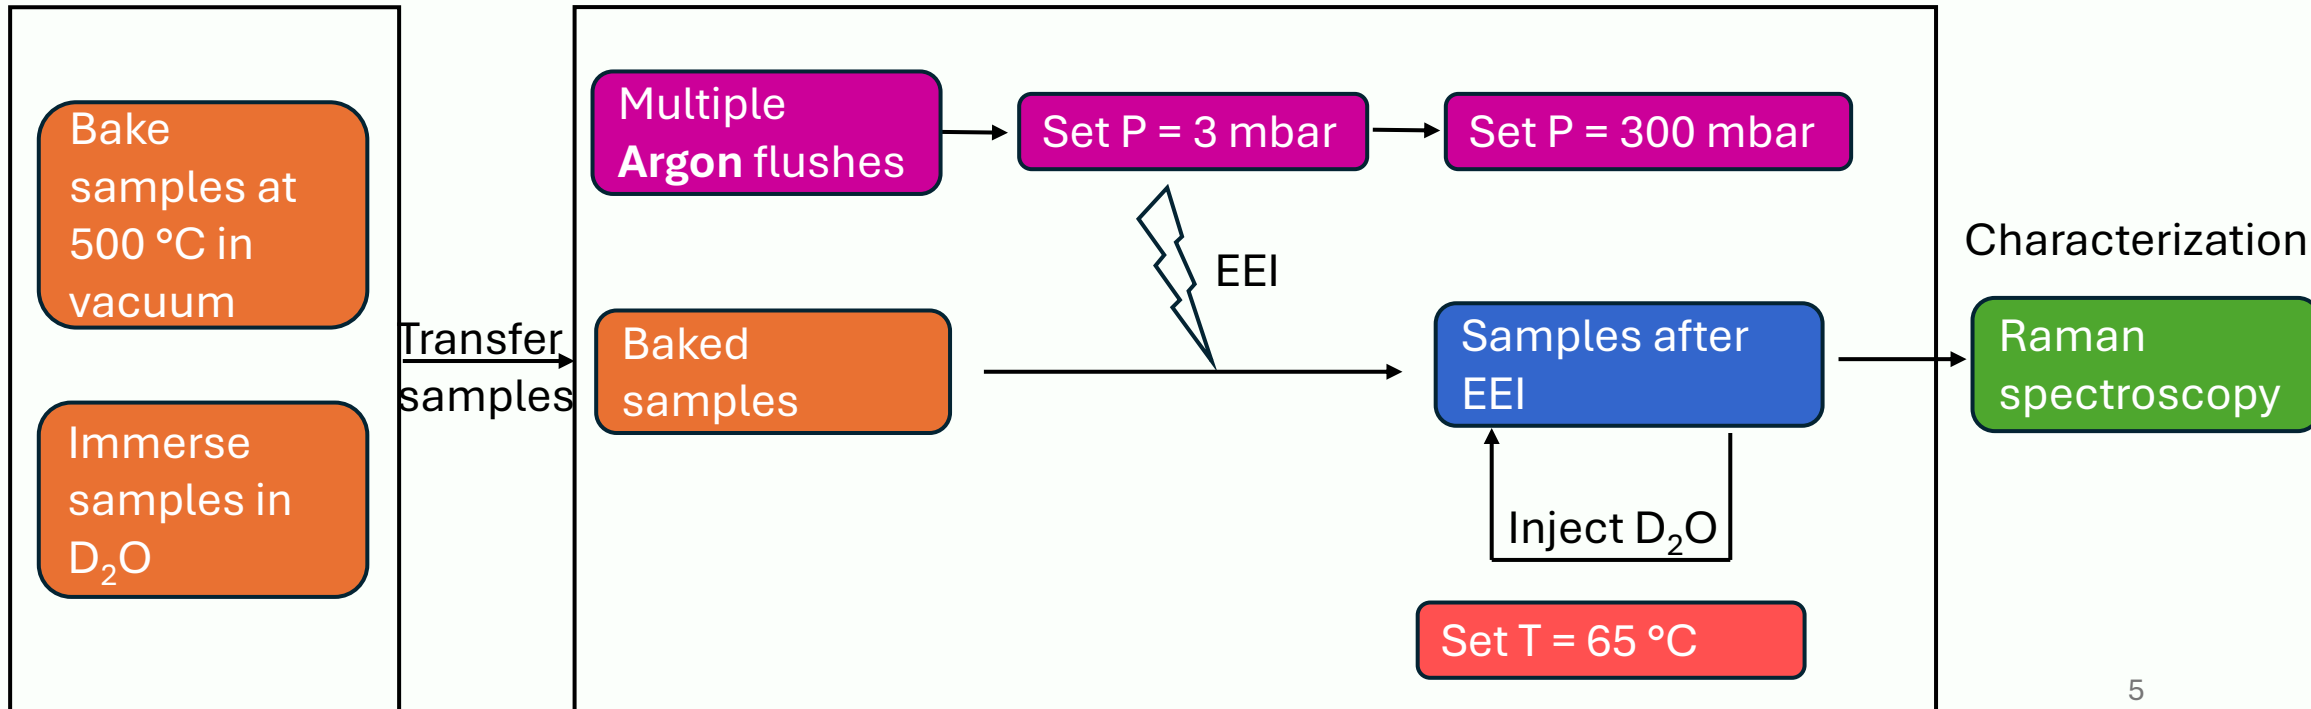 Bake
samples at
500 °C in
vacuum
Immerse
samples in
D₂O
Transfer
samples
Multiple
Argon flushes
Set P = 3 mbar
Set P = 300 mbar
EEI
Baked
samples
Samples after
EEI
Inject D₂O
Set T = 65 °C
Characterization
Raman
spectroscopy
5